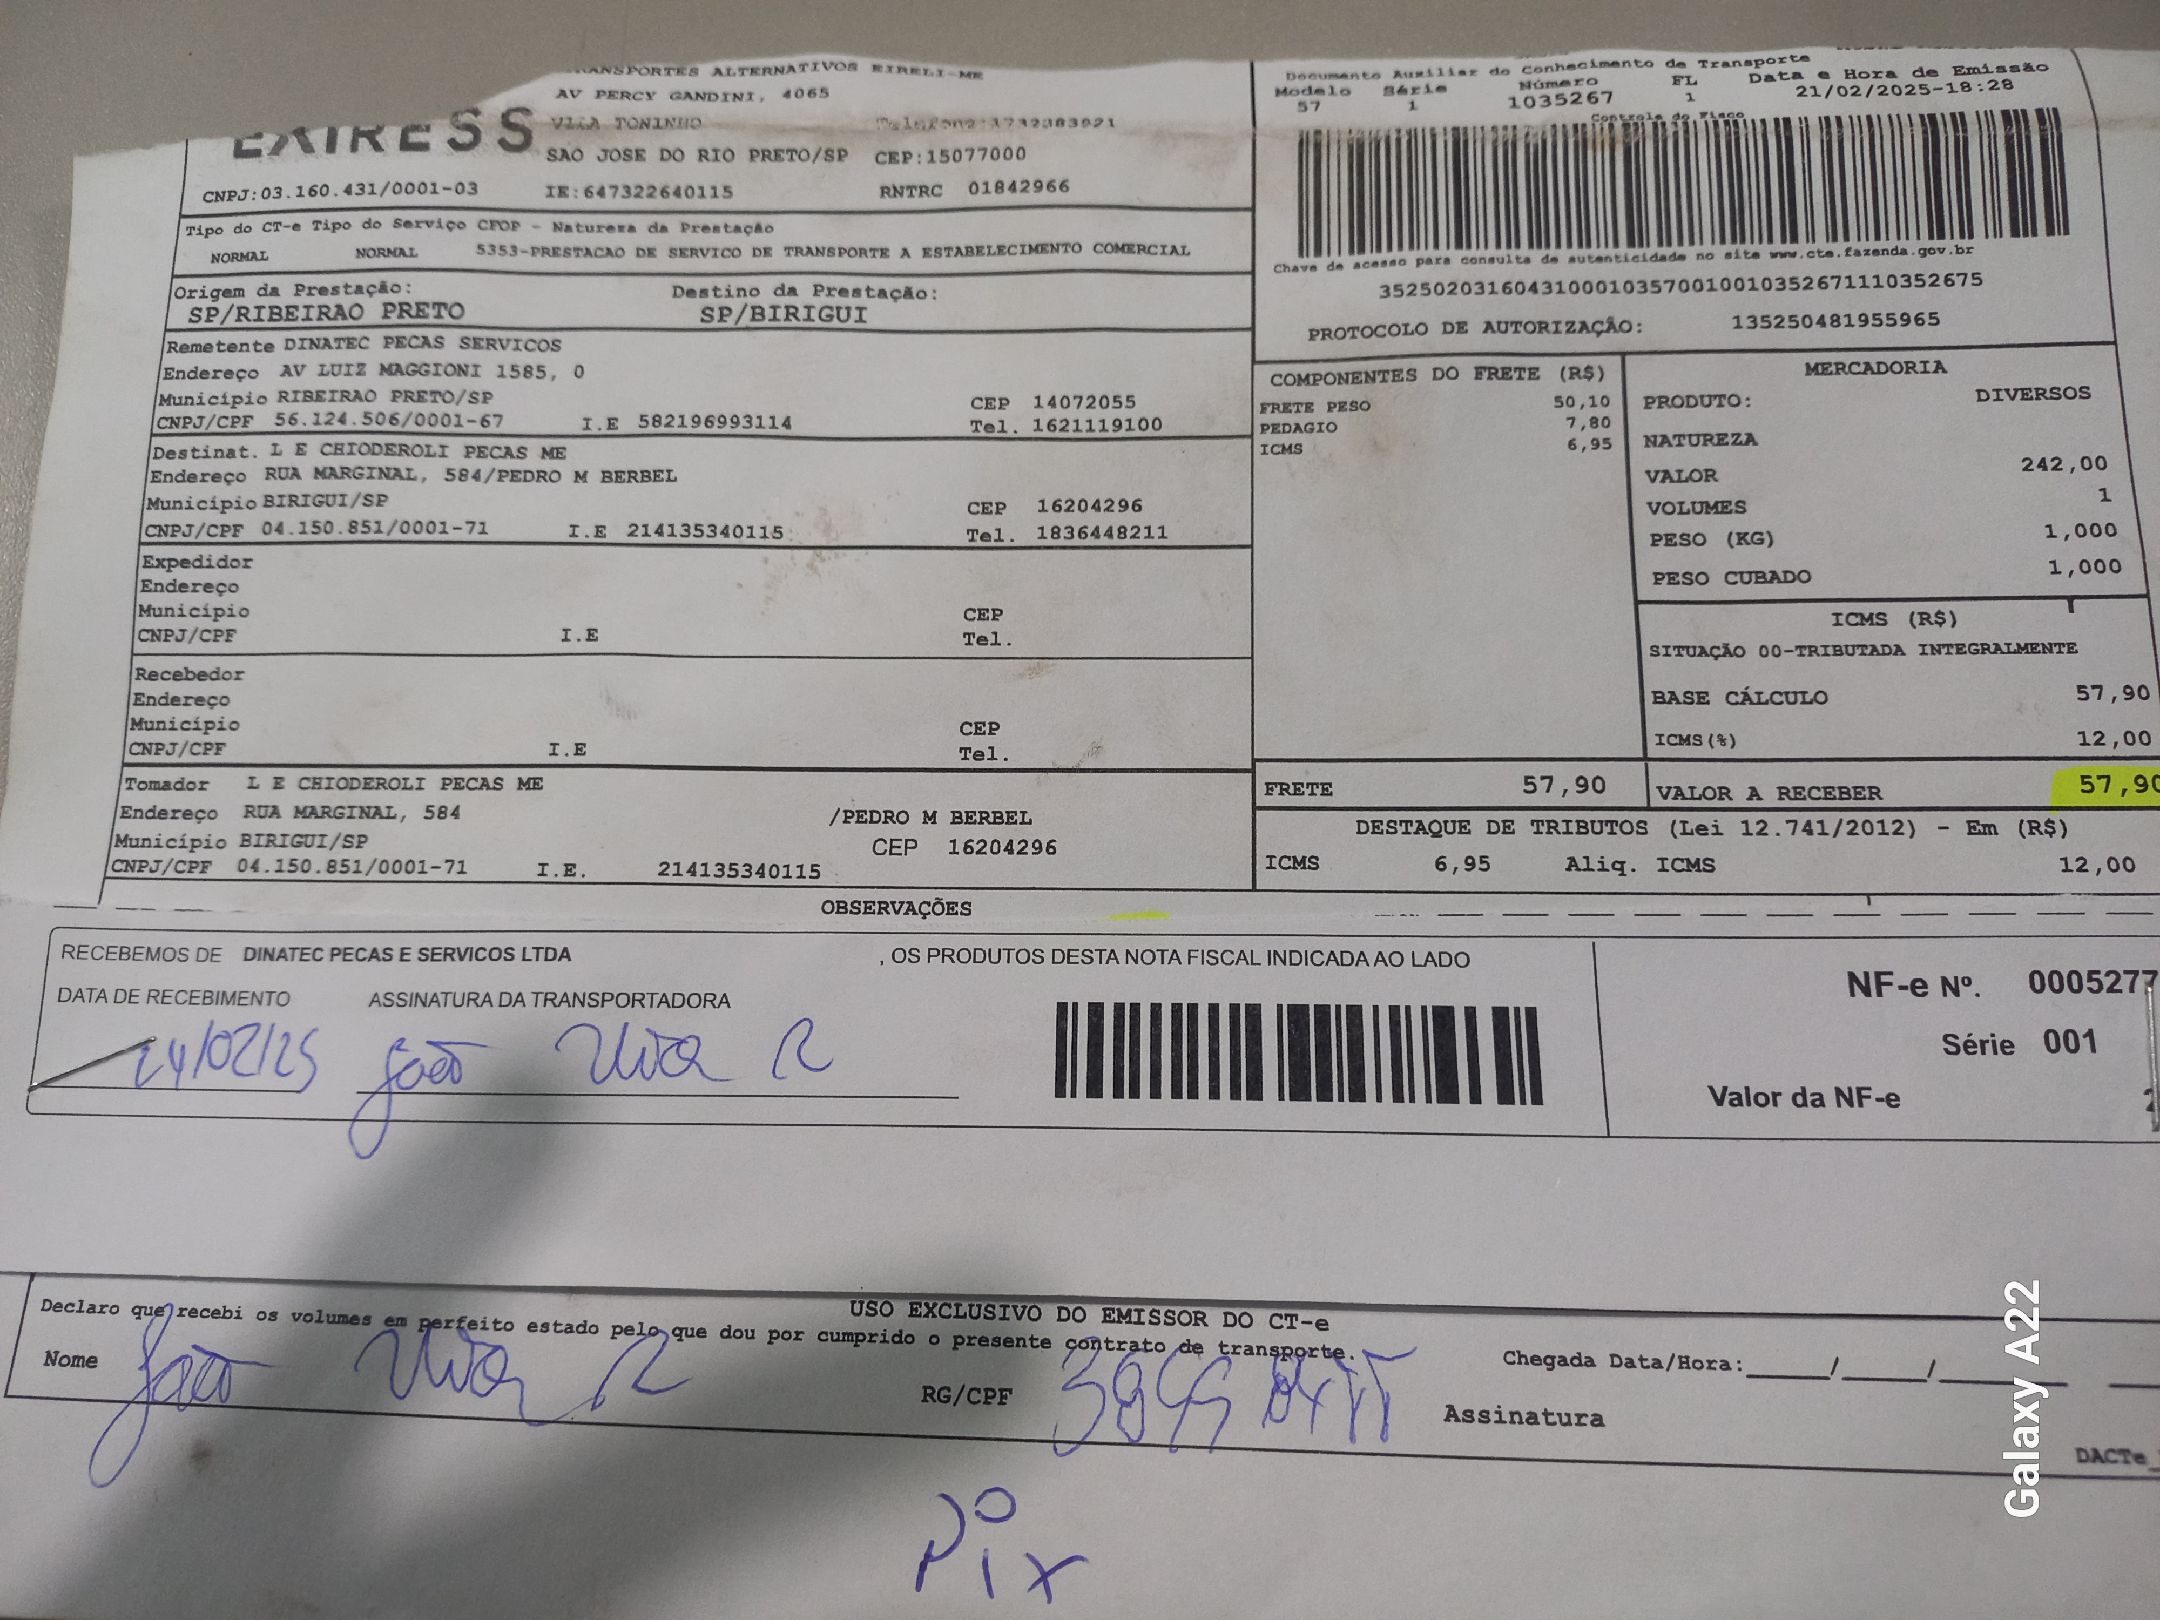 TRANSPORTES ALTERNATIVOS EIRELI-ME
AV PERCY GANDINI, 4065
EXPRESS VILA TONINHO Telefone:1732383921
SAO JOSE DO RIO PRETO/SP CEP:15077000
CNPJ:03.160.431/0001-03 IE:647322640115 RNTRC 01842966
Documento Auxiliar do Conhecimento de Transporte
Modelo Série Número FL Data e Hora de Emissão
57 1 1035267 1 21/02/2025-18:28
Controle do Fisco
Chave de acesso para consulta de autenticidade no site www.cte.fazenda.gov.br
35250203160431000103570010010352671110352675
PROTOCOLO DE AUTORIZAÇÃO: 135250481955965
Tipo do CT-e Tipo do Serviço CFOP - Natureza da Prestação
NORMAL NORMAL 5353-PRESTACAO DE SERVICO DE TRANSPORTE A ESTABELECIMENTO COMERCIAL
Origem da Prestação: Destino da Prestação:
SP/RIBEIRAO PRETO SP/BIRIGUI
Remetente DINATEC PECAS SERVICOS
Endereço AV LUIZ MAGGIONI 1585, 0
Município RIBEIRAO PRETO/SP CEP 14072055
CNPJ/CPF 56.124.506/0001-67 I.E 582196993114 Tel. 1621119100
Destinat. L E CHIODEROLI PECAS ME
Endereço RUA MARGINAL, 584/PEDRO M BERBEL
Município BIRIGUI/SP CEP 16204296
CNPJ/CPF 04.150.851/0001-71 I.E 214135340115 Tel. 1836448211
Expedidor
Endereço
Município CEP
CNPJ/CPF I.E Tel.
Recebedor
Endereço
Município CEP
CNPJ/CPF I.E Tel.
Tomador L E CHIODEROLI PECAS ME
Endereço RUA MARGINAL, 584 /PEDRO M BERBEL
Município BIRIGUI/SP CEP 16204296
CNPJ/CPF 04.150.851/0001-71 I.E. 214135340115
COMPONENTES DO FRETE (R$)
FRETE PESO 50,10
PEDAGIO 7,80
ICMS 6,95
MERCADORIA
PRODUTO: DIVERSOS
NATUREZA
VALOR 242,00
VOLUMES 1
PESO (KG) 1,000
PESO CUBADO 1,000
ICMS (R$)
SITUAÇÃO 00-TRIBUTADA INTEGRALMENTE
BASE CÁLCULO 57,90
ICMS(%) 12,00
FRETE 57,90 VALOR A RECEBER 57,90
DESTAQUE DE TRIBUTOS (Lei 12.741/2012) - Em (R$)
ICMS 6,95 Aliq. ICMS 12,00
OBSERVAÇÕES
RECEBEMOS DE DINATEC PECAS E SERVICOS LTDA , OS PRODUTOS DESTA NOTA FISCAL INDICADA AO LADO
DATA DE RECEBIMENTO ASSINATURA DA TRANSPORTADORA
24/02/25 João
NF-e Nº. 0005277
Série 001
Valor da NF-e
USO EXCLUSIVO DO EMISSOR DO CT-e
Declaro que recebi os volumes em perfeito estado pelo que dou por cumprido o presente contrato de transporte.
Nome João RG/CPF Chegada Data/Hora:____/____/____
Assinatura
DACTe_
Pix
Galaxy A22